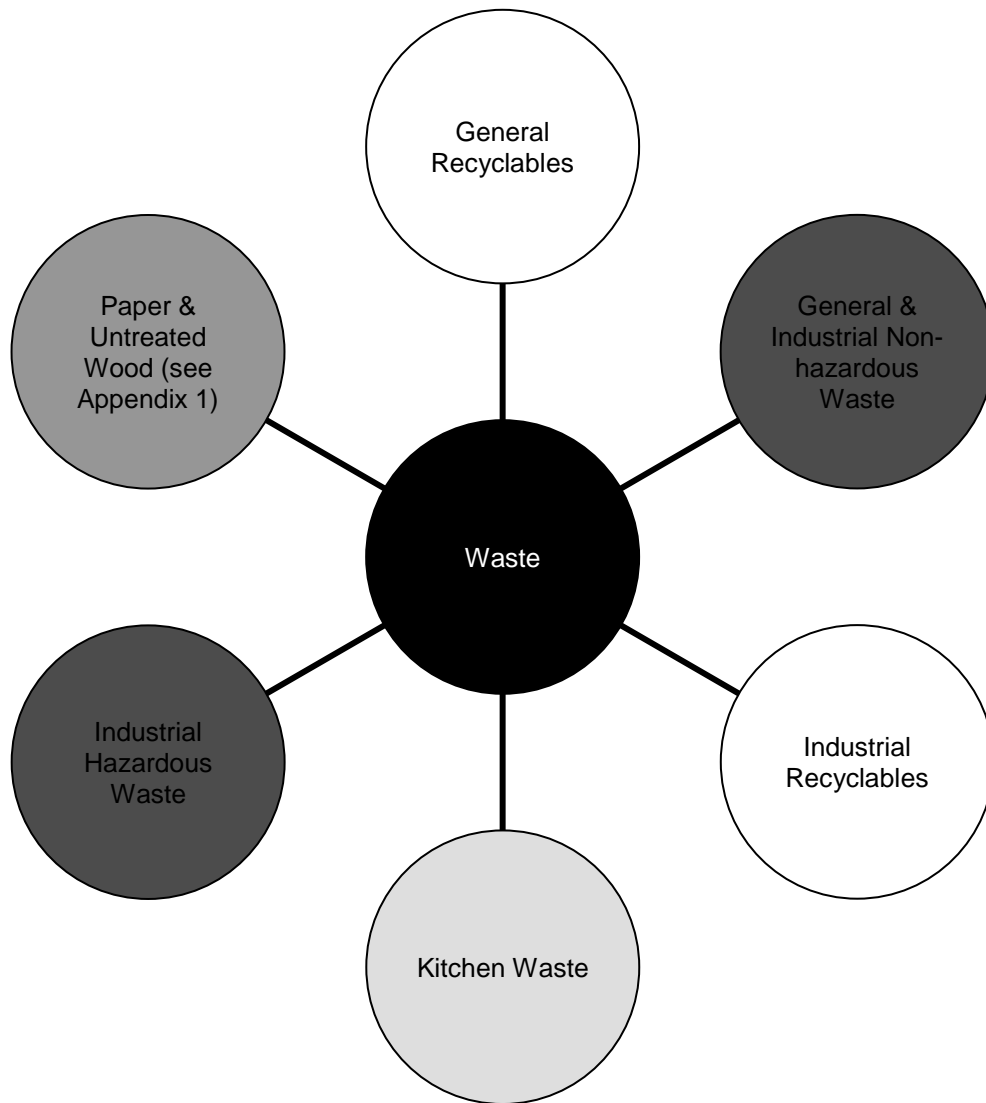 General
Recyclables
Paper &
Untreated
Wood (see
Appendix 1)
General &
Industrial Non-
hazardous
Waste
Waste
Industrial
Hazardous
Waste
Industrial
Recyclables
Kitchen Waste